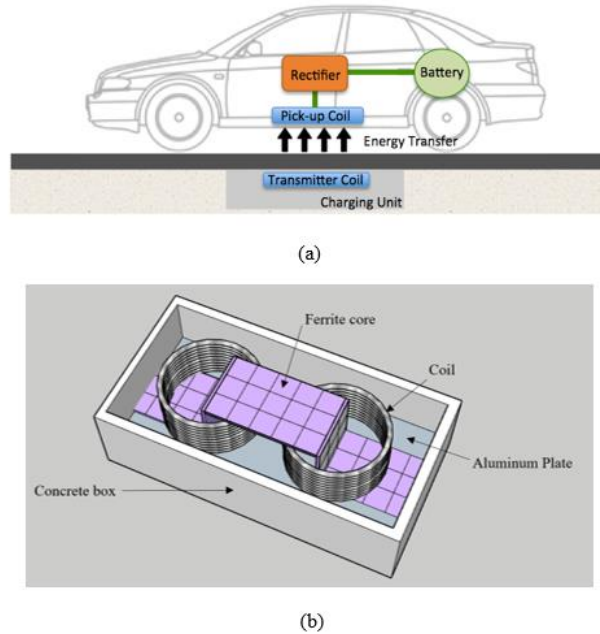 Rectifier
Battery
Pick-up Coil
Energy Transfer
Transmitter Coil
Charging Unit
(a)
Ferrite core
Coil
Aluminum Plate
Concrete box
(b)